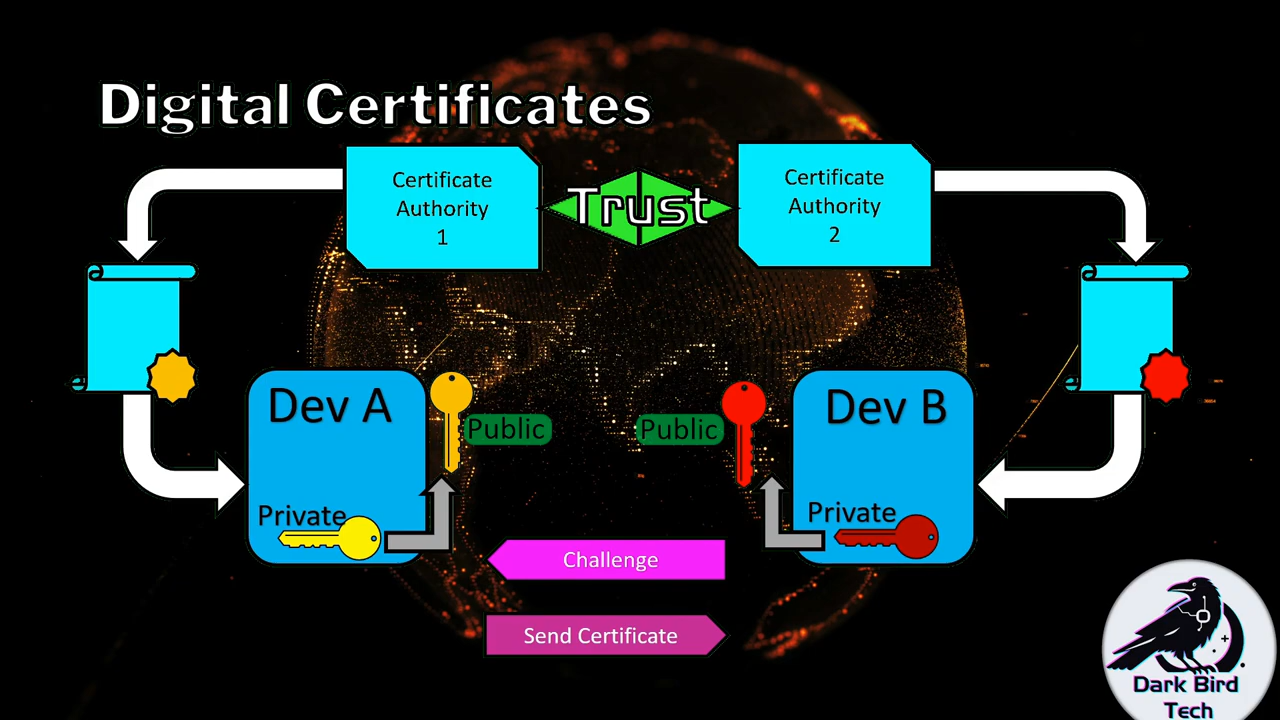 Digital Certificates
Certificate
Authority
1
Trust
Certificate
Authority
2
Dev A
Public
Public
Dev B
Private
Private
Challenge
Send Certificate
Dark Bird
Tech